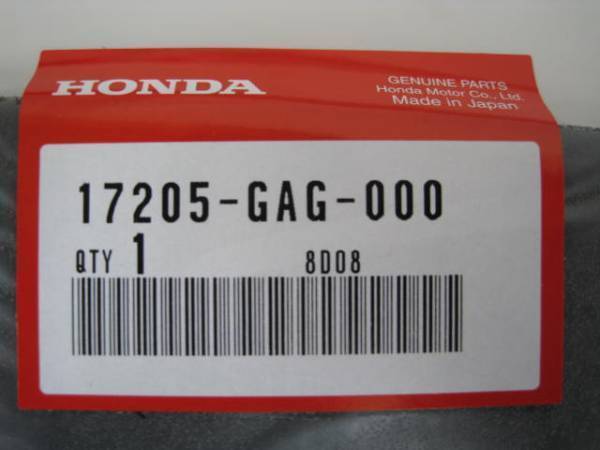 HONDA
GENUINE PARTS
Honda Motor Co., Ltd.
Made in Japan
17205-GAG-000
QTY 1 8D08